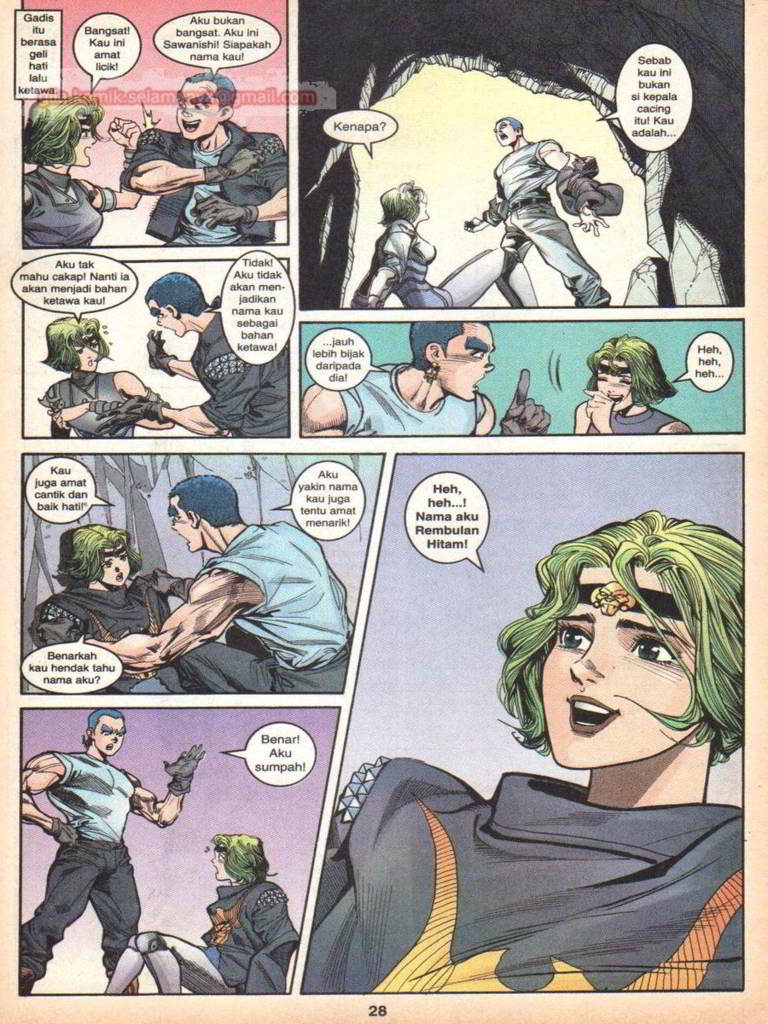 Gadis
itu berasa
geli
hati
lalu
ketawa.
Bangsat!
Kau ini
amat
licik!
Aku bukan
bangsat. Aku ini
Sawanishi! Siapakah
nama kau!
Kenapa?
Sebab
kau ini
bukan
si kepala
cacing
itu! Kau
adalah...
Aku tak
mahu cakap! Nanti ia
akan menjadi bahan
ketawa kau!
Tidak!
Aku tidak
akan men-
jadikan
nama kau
sebagai
bahan
ketawa!
...jauh
lebih bijak
daripada
dia!
Heh,
heh,
heh...
Kau
juga amat
cantik dan
baik hati!
Aku
yakin nama
kau juga
tentu amat
menarik!
Benarkah
kau hendak tahu
nama aku?
Heh,
heh...!
Nama aku
Rembulan
Hitam!
Benar!
Aku
sumpah!
28